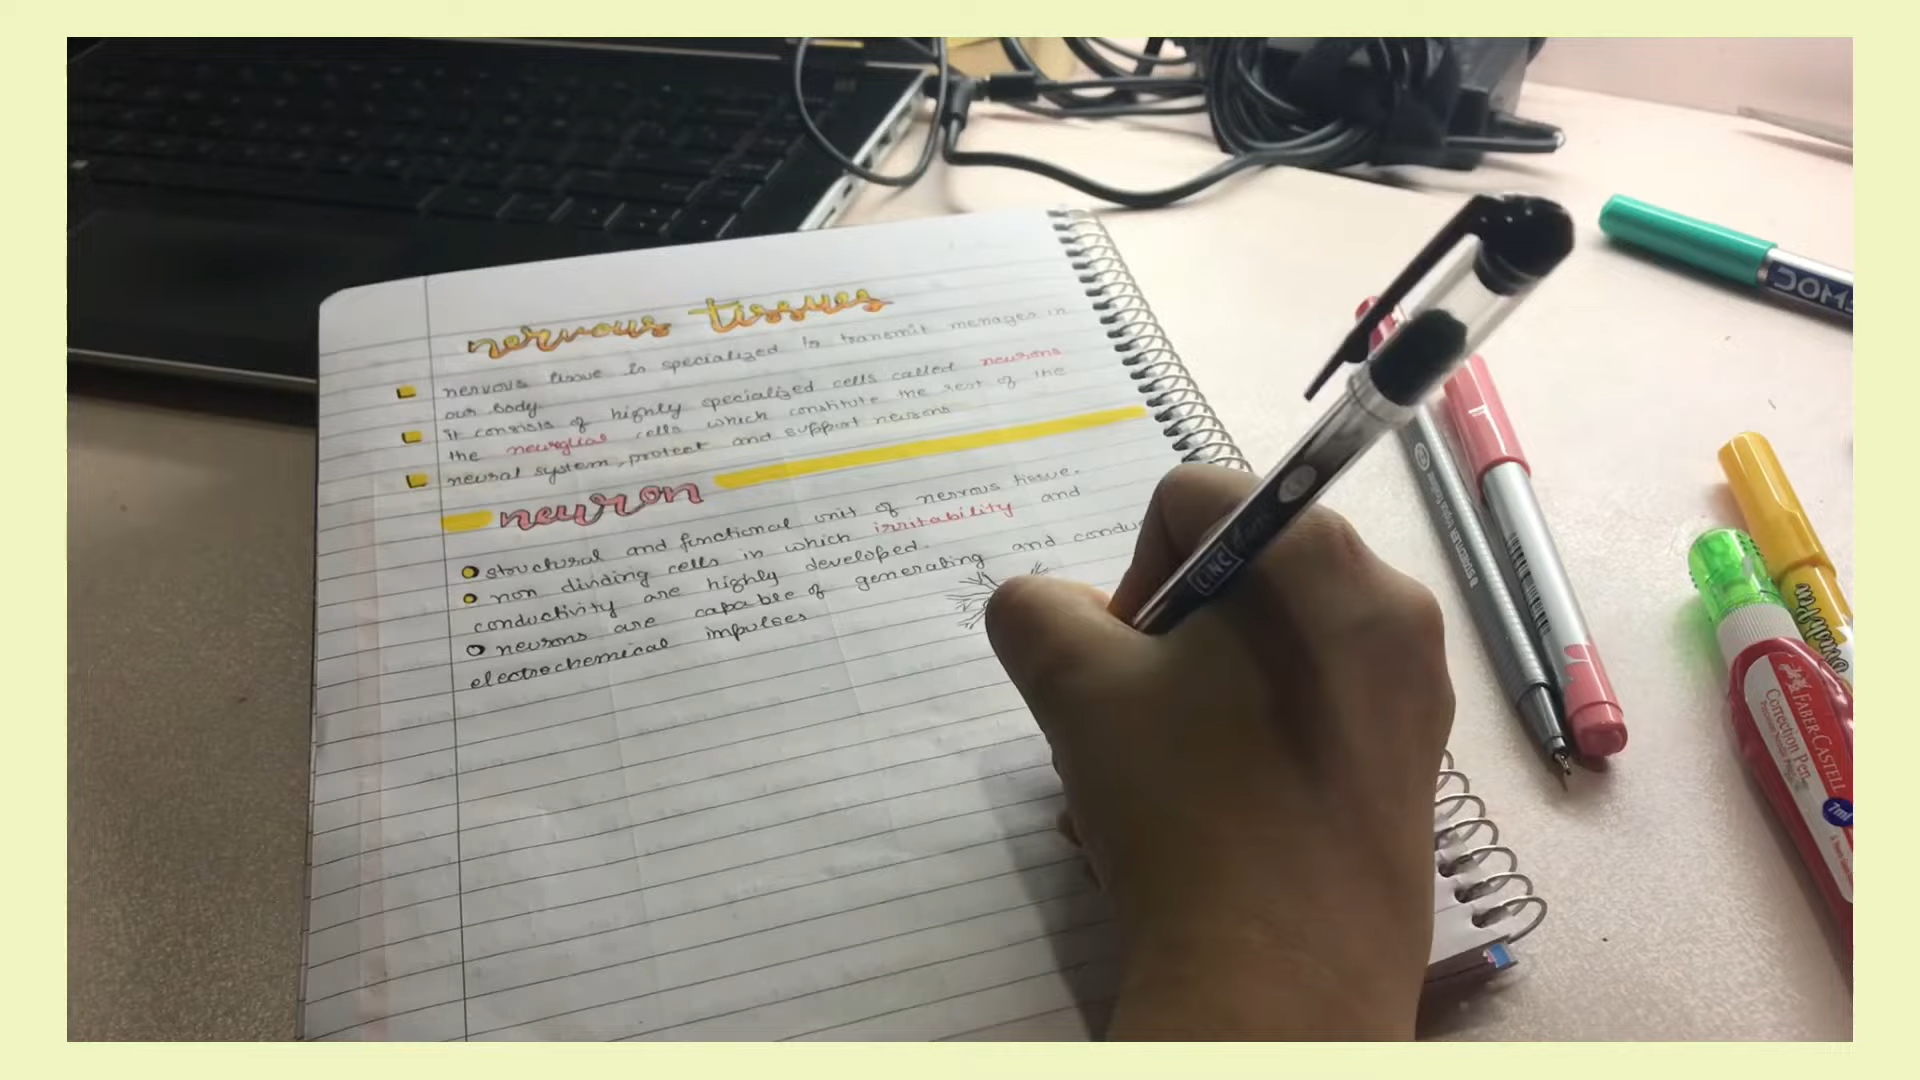 nervous tissues
nervous tissue is specialized to transmit messages in
our body.
it consists of highly specialized cells called neurons
the neuroglial cells which constitute the rest of the
neural system, protect and support neurons
neuron
structural and functional unit of nervous tissue.
non dividing cells in which irritability and
conductivity are highly developed.
neurons are capable of generating and conduc
electrochemical impulses
LINC
DOMS
STAEDTLER
FABER-CASTELL
Correction Pen
7ml